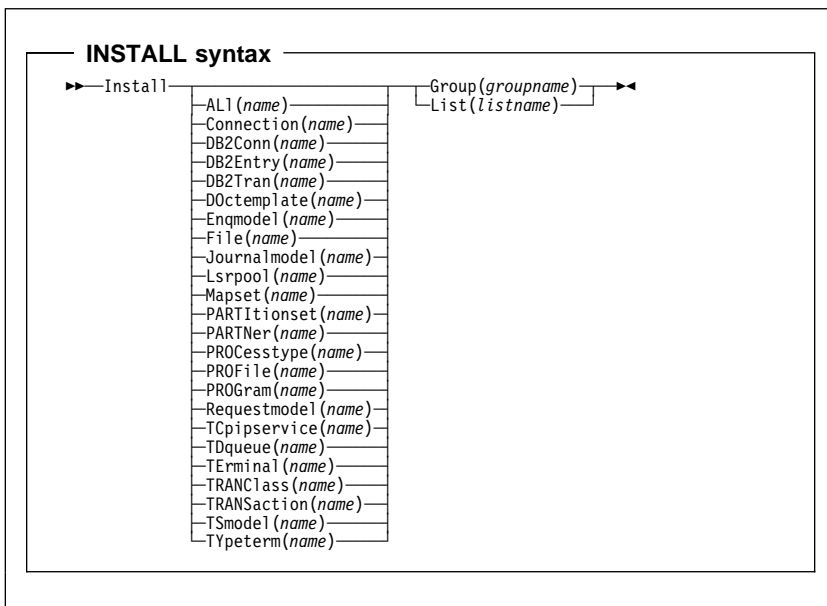 INSTALL syntax
►►─Install─ ─Group(groupname)─ ─►◄
ALl(name) List(listname)
Connection(name)
DB2Conn(name)
DB2Entry(name)
DB2Tran(name)
DOctemplate(name)
Enqmodel(name)
File(name)
Journalmodel(name)
Lsrpool(name)
Mapset(name)
PARTItionset(name)
PARTNer(name)
PROCesstype(name)
PROFile(name)
PROGram(name)
Requestmodel(name)
TCpipservice(name)
TDqueue(name)
TErminal(name)
TRANClass(name)
TRANSaction(name)
TSmodel(name)
TYpeterm(name)